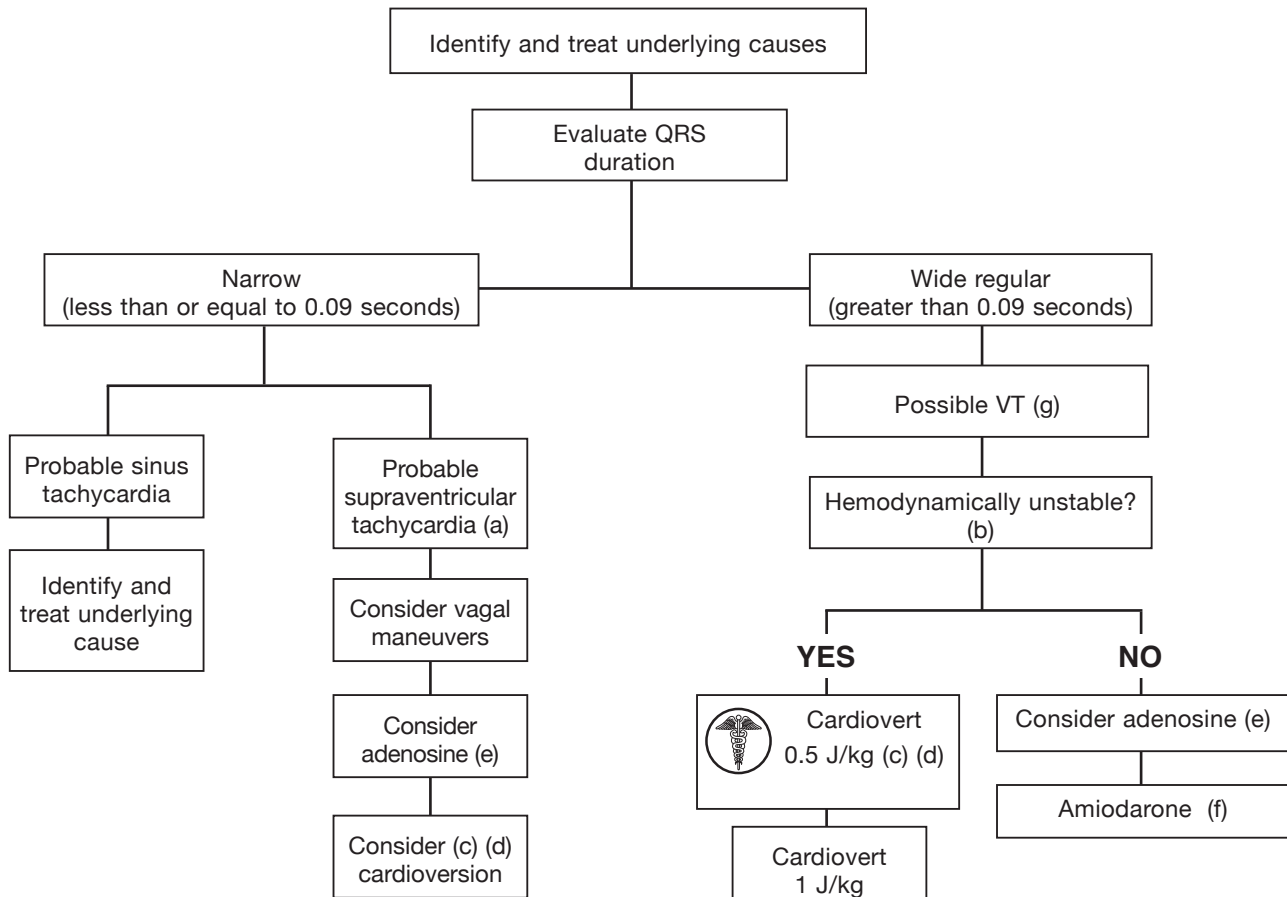 Identify and treat underlying causes
Evaluate QRS
duration
Narrow
(less than or equal to 0.09 seconds)
Wide regular
(greater than 0.09 seconds)
Probable sinus
tachycardia
Identify and
treat underlying
cause
Probable
supraventricular
tachycardia (a)
Consider vagal
maneuvers
Consider
adenosine (e)
Consider (c) (d)
cardioversion
Possible VT (g)
Hemodynamically unstable?
(b)
YES
Cardiovert
0.5 J/kg (c) (d)
Cardiovert
1 J/kg
NO
Consider adenosine (e)
Amiodarone (f)